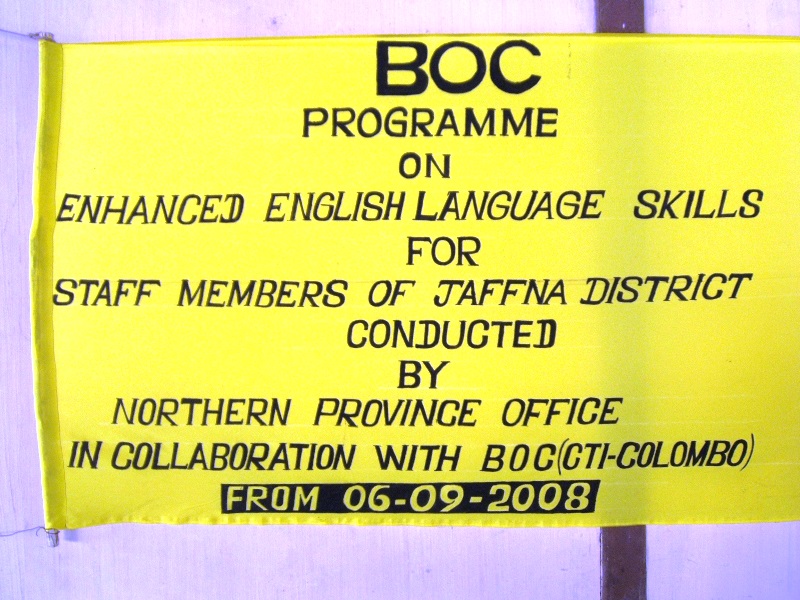 BOC
PROGRAMME
ON
ENHANCED ENGLISH LANGUAGE SKILLS
FOR
STAFF MEMBERS OF JAFFNA DISTRICT
CONDUCTED
BY
NORTHERN PROVINCE OFFICE
IN COLLABORATION WITH BOC(CTI-COLOMBO)
FROM 06-09-2008